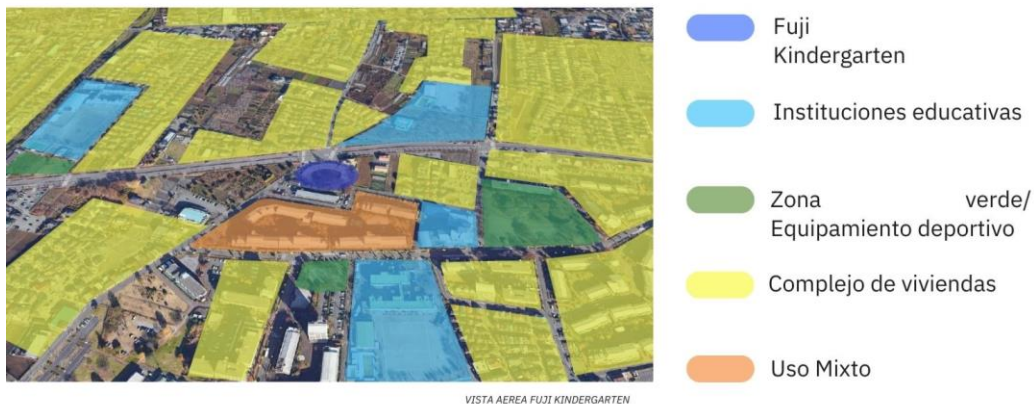 Fuji
Kindergarten
Instituciones educativas
Zona verde/
Equipamiento deportivo
Complejo de viviendas
Uso Mixto
VISTA AEREA FUJI KINDERGARTEN